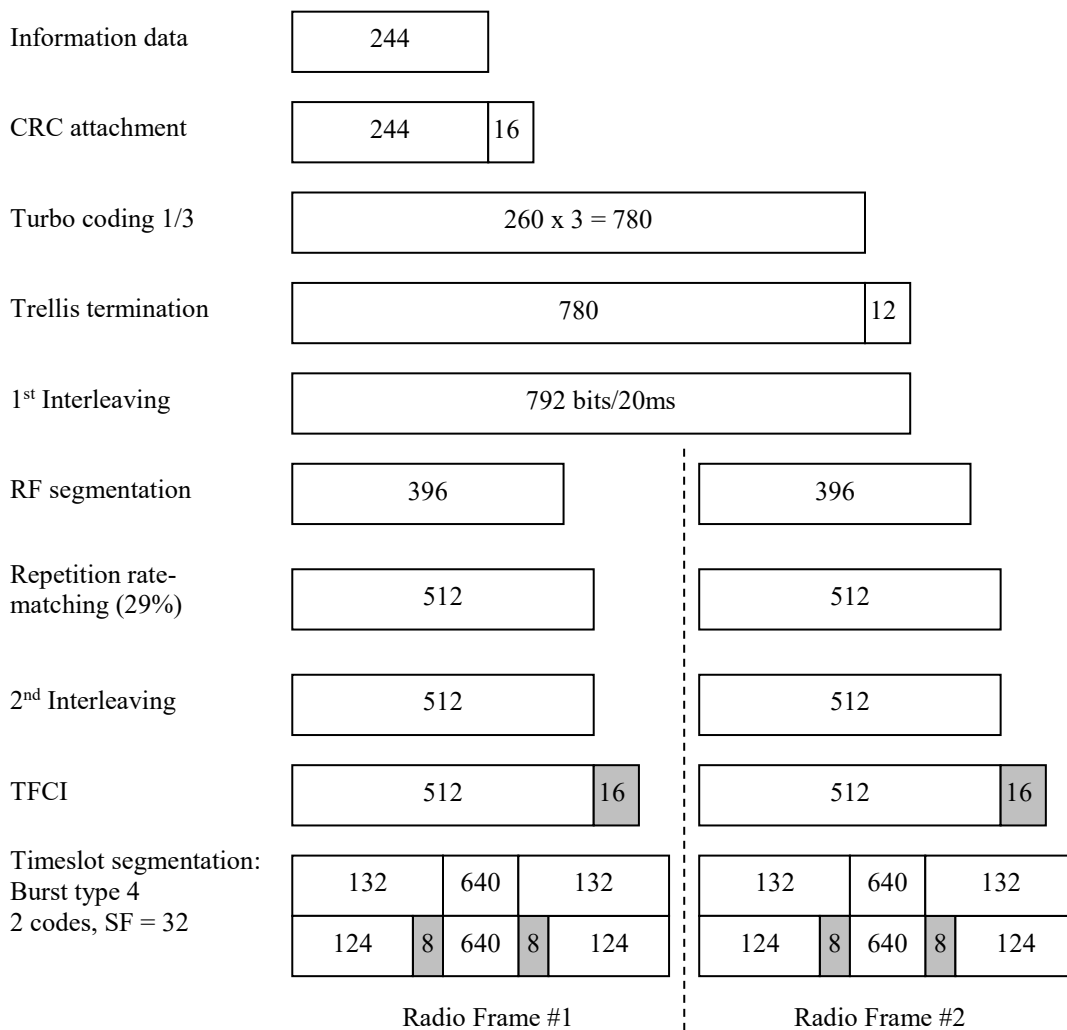 Information data
244
CRC attachment
244 16
Turbo coding 1/3
260 x 3 = 780
Trellis termination
780 12
1st Interleaving
792 bits/20ms
RF segmentation
396 396
Repetition rate-
matching (29%)
512 512
2nd Interleaving
512 512
TFCI
512 16 512 16
Timeslot segmentation:
Burst type 4
2 codes, SF = 32
132 640 132 132 640 132
124 8 640 8 124 124 8 640 8 124
Radio Frame #1 Radio Frame #2